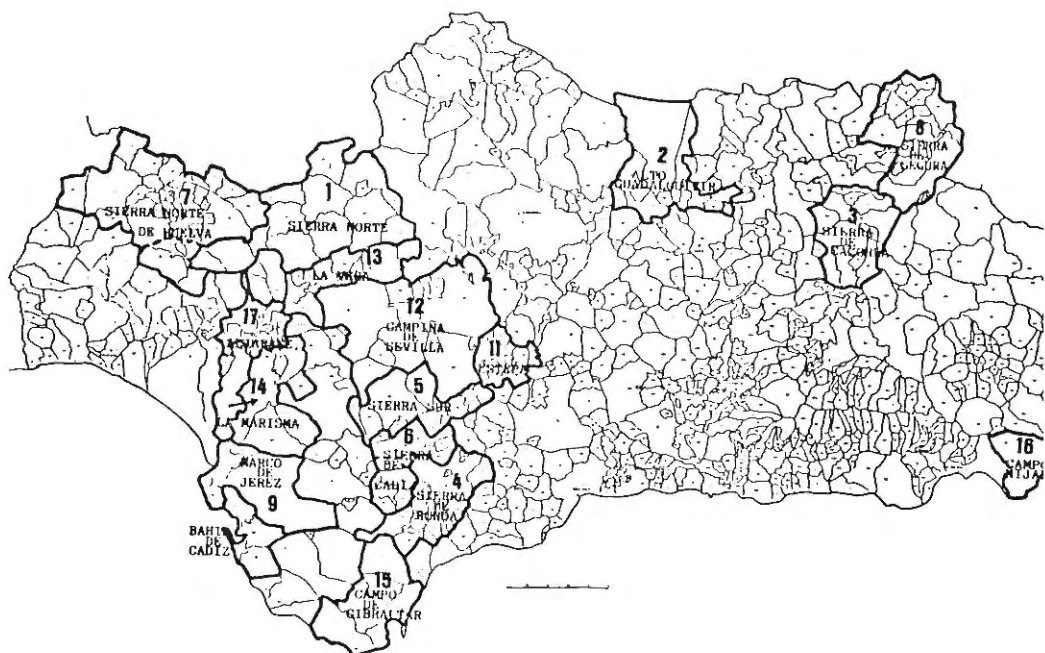 8
SIERRA
DE
SEGURA
2
ALTO
GUADALQUIVIR
7
SIERRA NORTE
DE HUELVA
1
SIERRA NORTE
3
SIERRA
DE
CAZORLA
13
LA VEGA
12
CAMPIÑA
DE
SEVILLA
17
ALJARAFE
11
ESTEPA
14
LA MARISMA
5
SIERRA SUR
6
SIERRA
DE
CADIZ
4
SIERRA
DE
RONDA
16
CAMPO
NIJAR
MARCO
DE
JEREZ
9
BAHIA
DE
CADIZ
15
CAMPO
DE
GIBRALTAR